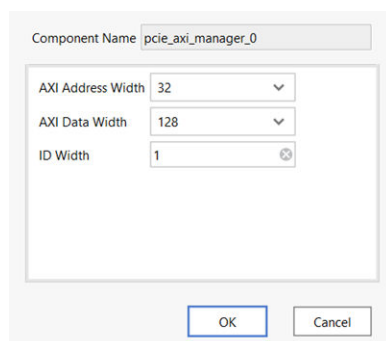 Component Name pcie_axi_manager_0
AXI Address Width 32
AXI Data Width 128
ID Width 1
OK Cancel